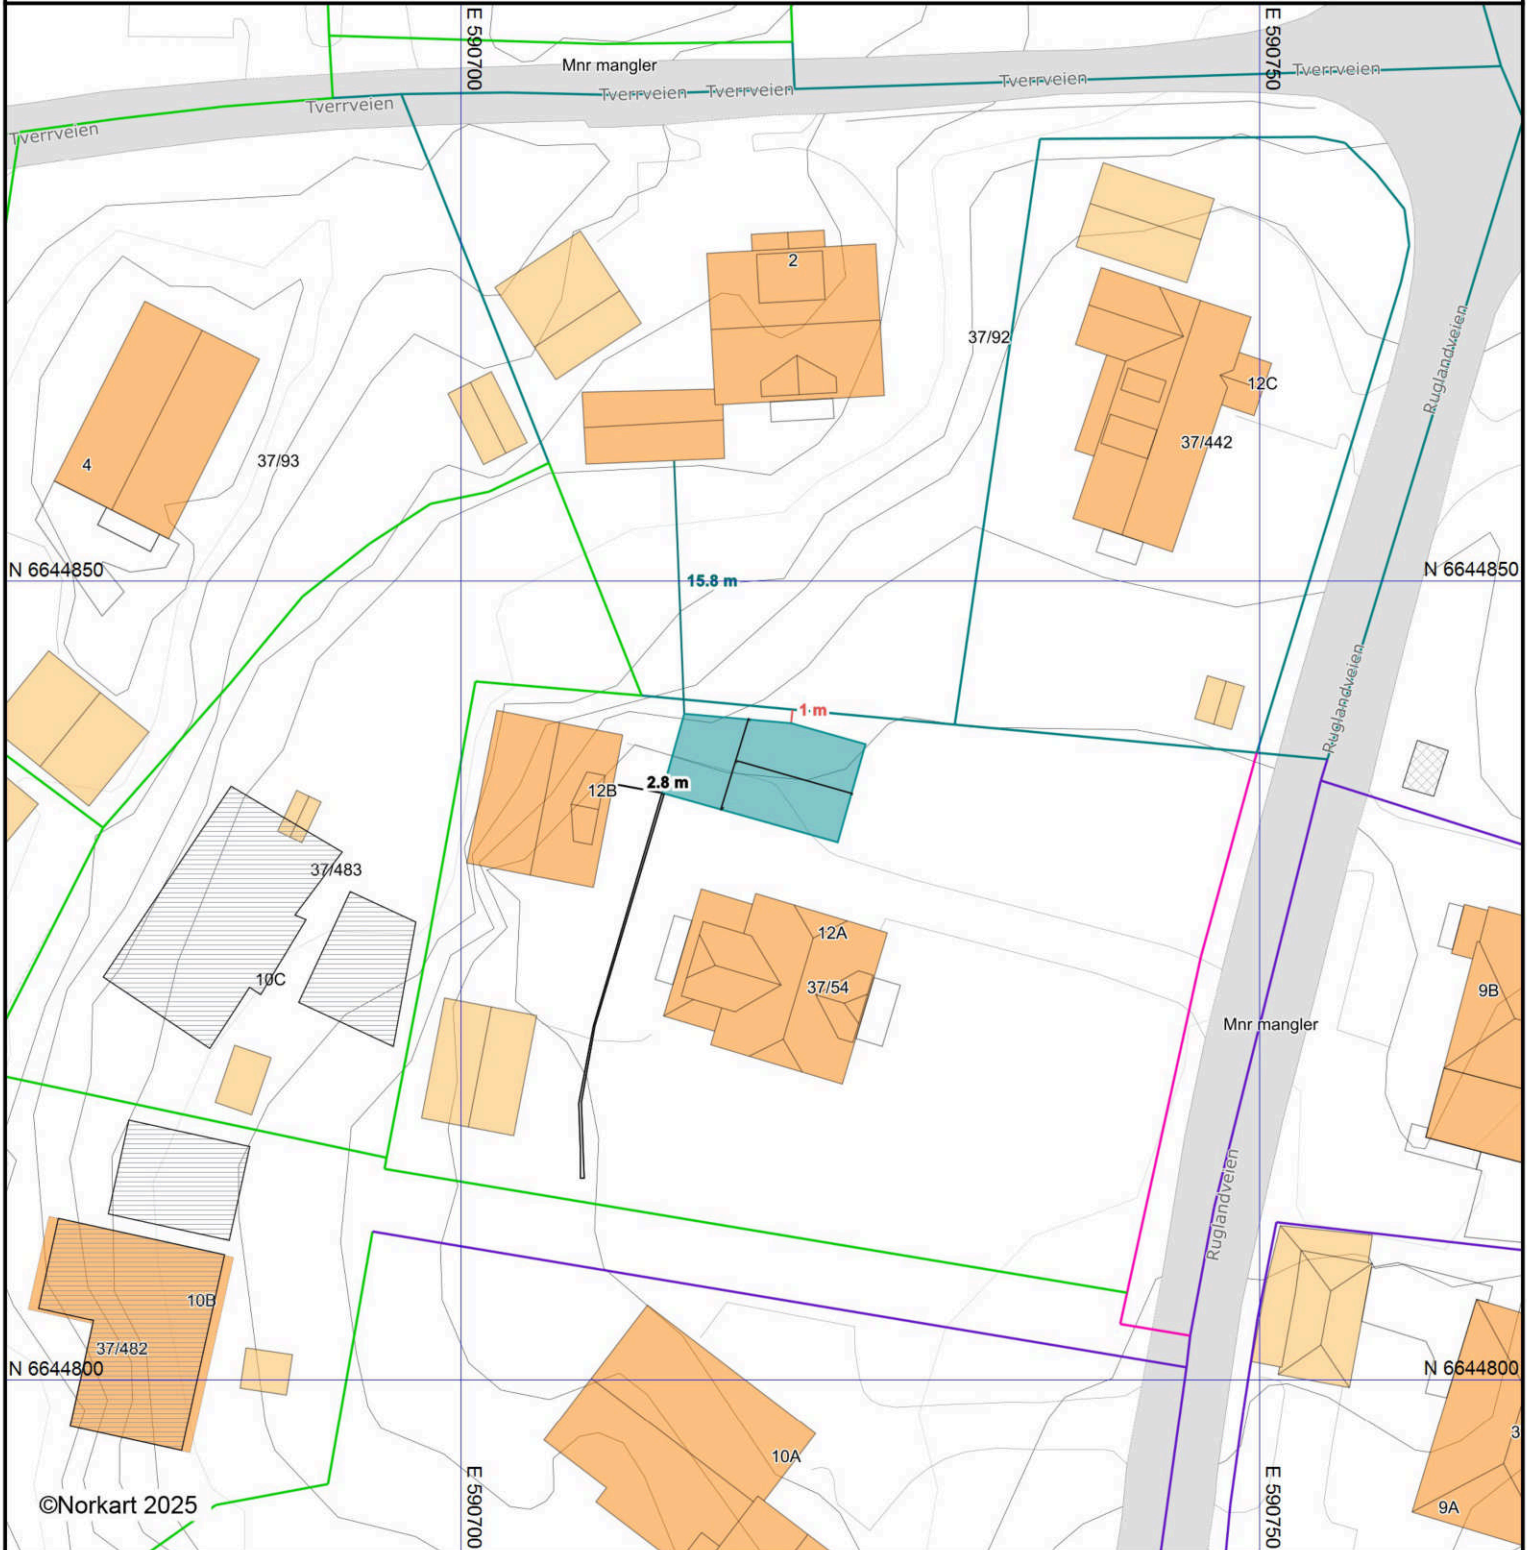 E 590700
E 590750
Mnr mangler
Tverrveien
Tverrveien
Tverrveien
Tverrveien
Tverrveien
Tverrveien
2
37/92
12C
Ruglandveien
37/442
4
37/93
N 6644850
15.8 m
N 6644850
1 m
Ruglandveien
2.8 m
12B
37/483
12A
10C
37/54
9B
Mnr mangler
Ruglandveien
10B
37/482
N 6644800
N 6644800
3
10A
©Norkart 2025
E 590700
E 590750
9A